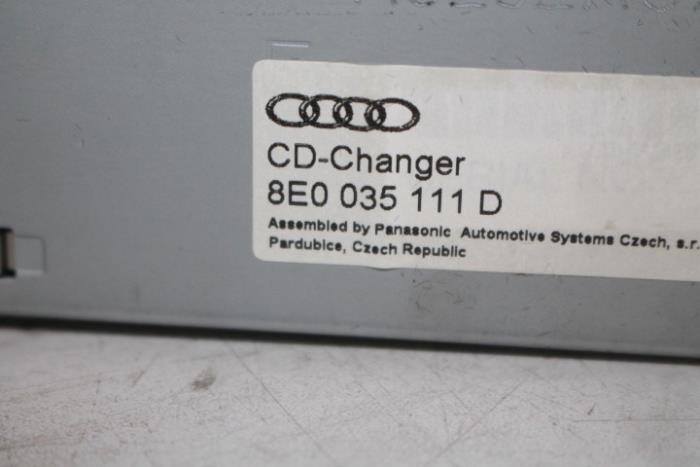 CD-Changer
8E0 035 111 D
Assembled by Panasonic Automotive Systems Czech, s.r.
Pardubice, Czech Republic